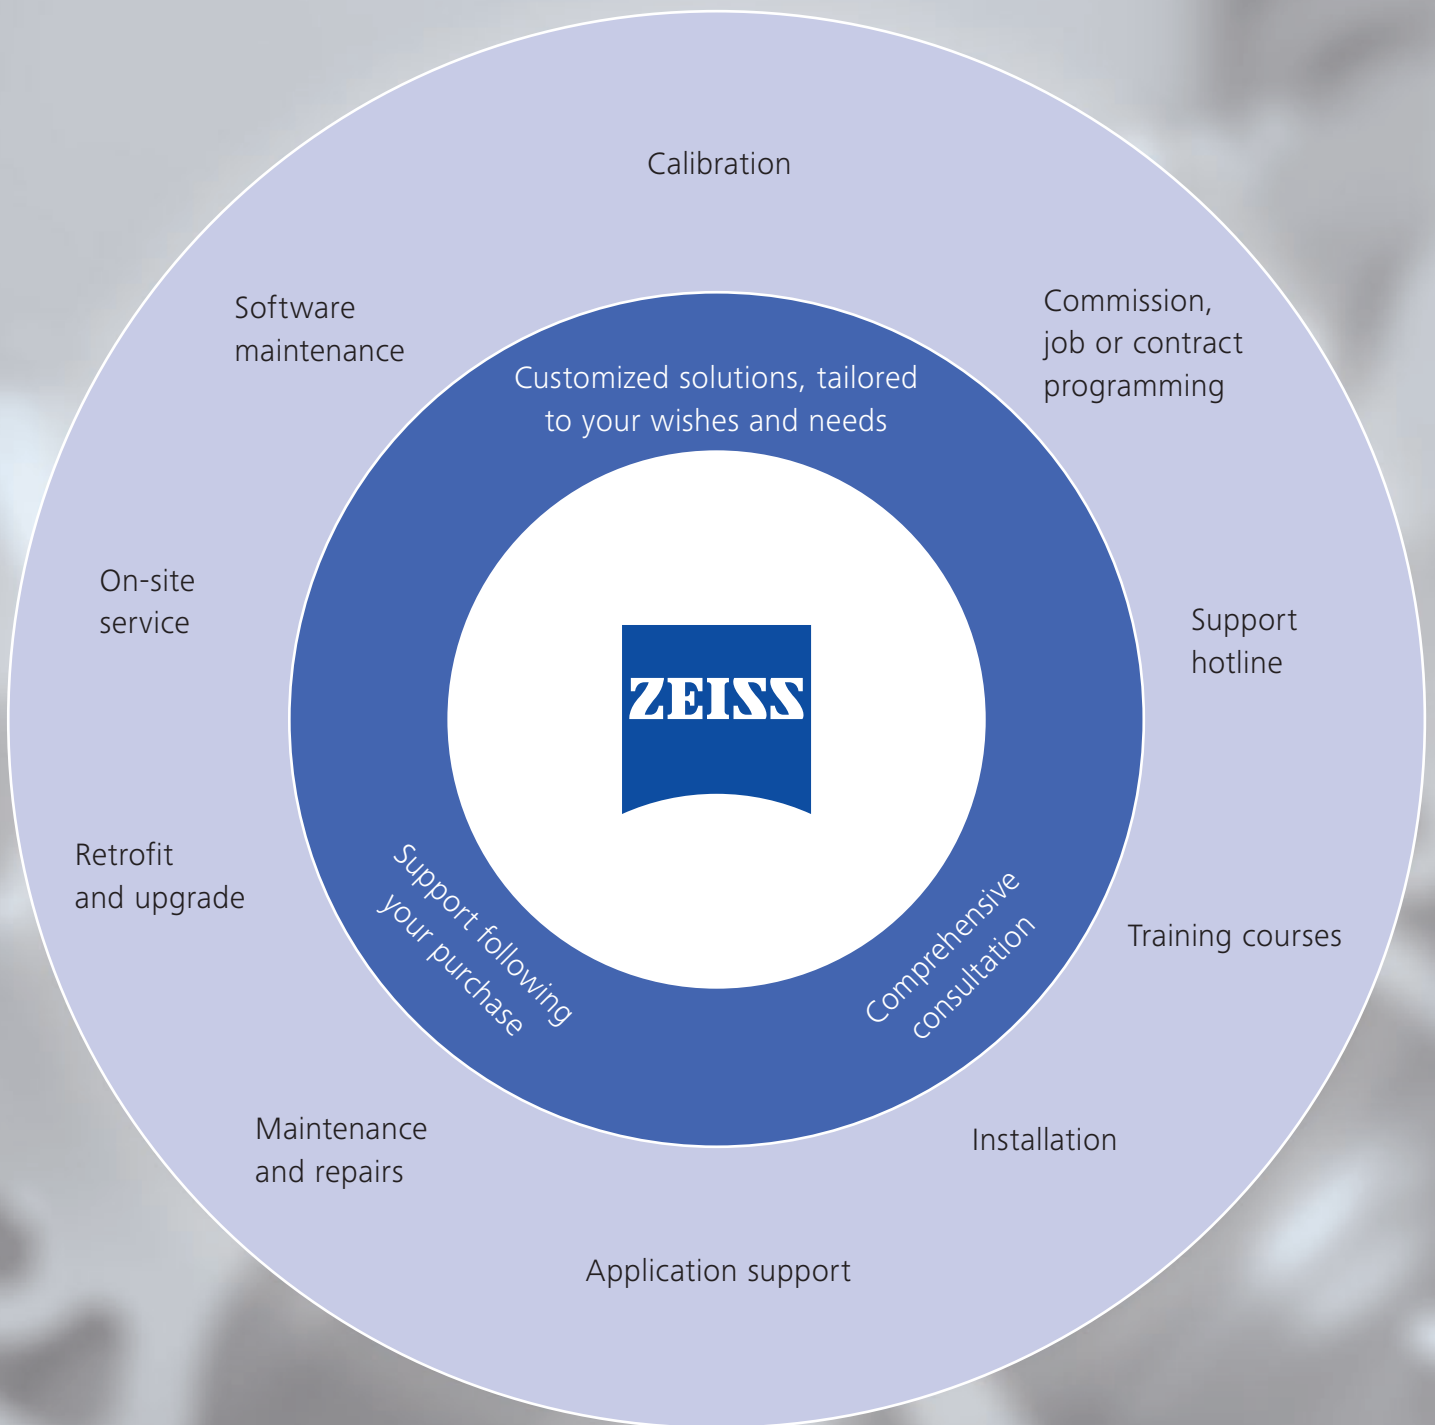 Calibration
Software
maintenance
Commission,
job or contract
programming
Customized solutions, tailored
to your wishes and needs
On-site
service
Support
hotline
ZEISS
Retrofit
and upgrade
Support following
your purchase
Comprehensive
consultation
Training courses
Maintenance
and repairs
Installation
Application support